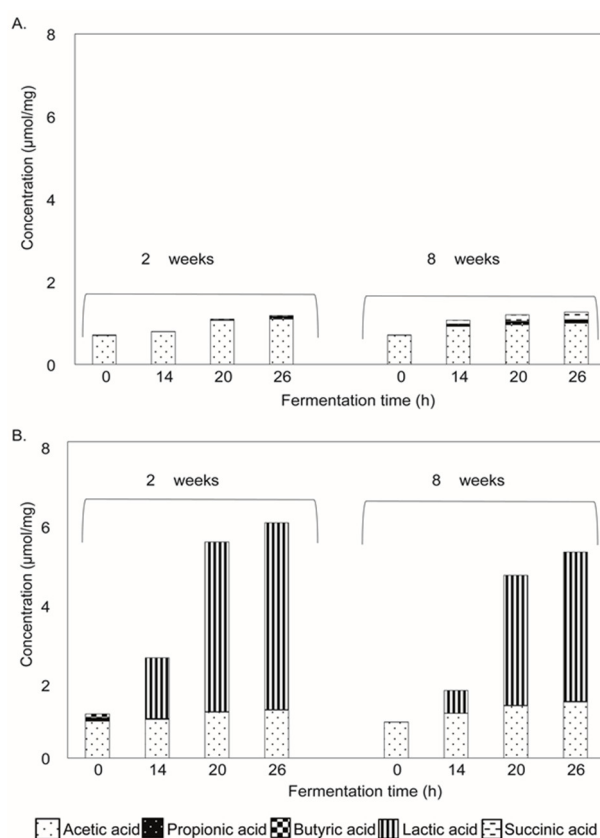 A.
8
6
4
2
0
Concentration (µmol/mg)
2 weeks
8 weeks
0 14 20 26 0 14 20 26
Fermentation time (h)
B.
8
6
4
2
0
Concentration (µmol/mg)
2 weeks
8 weeks
0 14 20 26 0 14 20 26
Fermentation time (h)
Acetic acid Propionic acid Butyric acid Lactic acid Succinic acid